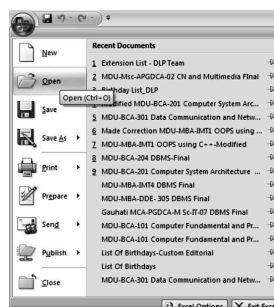 New
Open
Open (Ctrl+O)
Save
Save As
Print
Prepare
Send
Publish
Close
Recent Documents
1 Extension List - DLP Team
2 MDU-Msc-APGDCA-02 CN and Multimedia FInal
3 Birthday List_DLP
Modified MDU-BCA-201 Computer System Arc...
5 MDU-BCA-301 Data Communication and Netw...
6 Made Correction MDU-MBA-IMT1 OOPS using ...
7 MDU-MBA-IMT1 OOPS using C++-Modified
8 MDU-BCA-204 DBMS-Final
9 MDU-BCA-201 Computer System Architecture ...
MDU-MBA-IMT4 DBMS Final
MDU-MBA-DDE- 305 DBMS Final
Gauhati MCA-PGDCA-M Sc-IT-07 DBMS Final
MDU-BCA-101 Computer Fundamental and Pr...
MDU-BCA-101 Computer Fundamental and Pr...
List Of Birthdays-Custom Editorial
List Of Birthdays
MDU-BCA-301 Data Communication and Netw...
Excel Options
Exit Exce